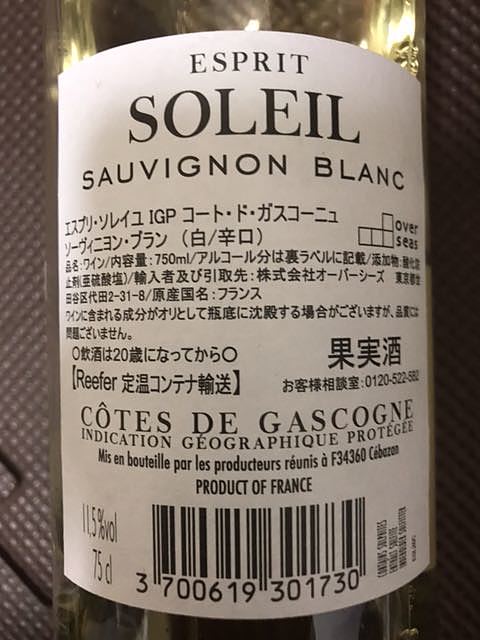 ESPRIT
SOLEIL
SAUVIGNON BLANC
エスプリ・ソレイユ IGP コート・ド・ガスコーニュ
ソーヴィニヨン・ブラン （白/辛口）
over
seas
品名:ワイン/内容量:750ml/アルコール分は裏ラベルに記載/添加物:酸化防
止剤(亜硫酸塩)/輸入者及び引取先:株式会社オーバーシーズ 東京都世
田谷区代田2-31-8/原産国名:フランス
ワインに含まれる成分がオリとして瓶底に沈殿する場合がございますが、品質には
問題ございません。
〇飲酒は20歳になってから〇
果実酒
【Reefer 定温コンテナ輸送】
お客様相談室:0120-522-582
CÔTES DE GASCOGNE
INDICATION GÉOGRAPHIQUE PROTÉGÉE
Mis en bouteille par les producteurs réunis à F34360 Cébazan
PRODUCT OF FRANCE
11,5%vol
75 cl
3 700619 301730
CONTAINS SULPHITES